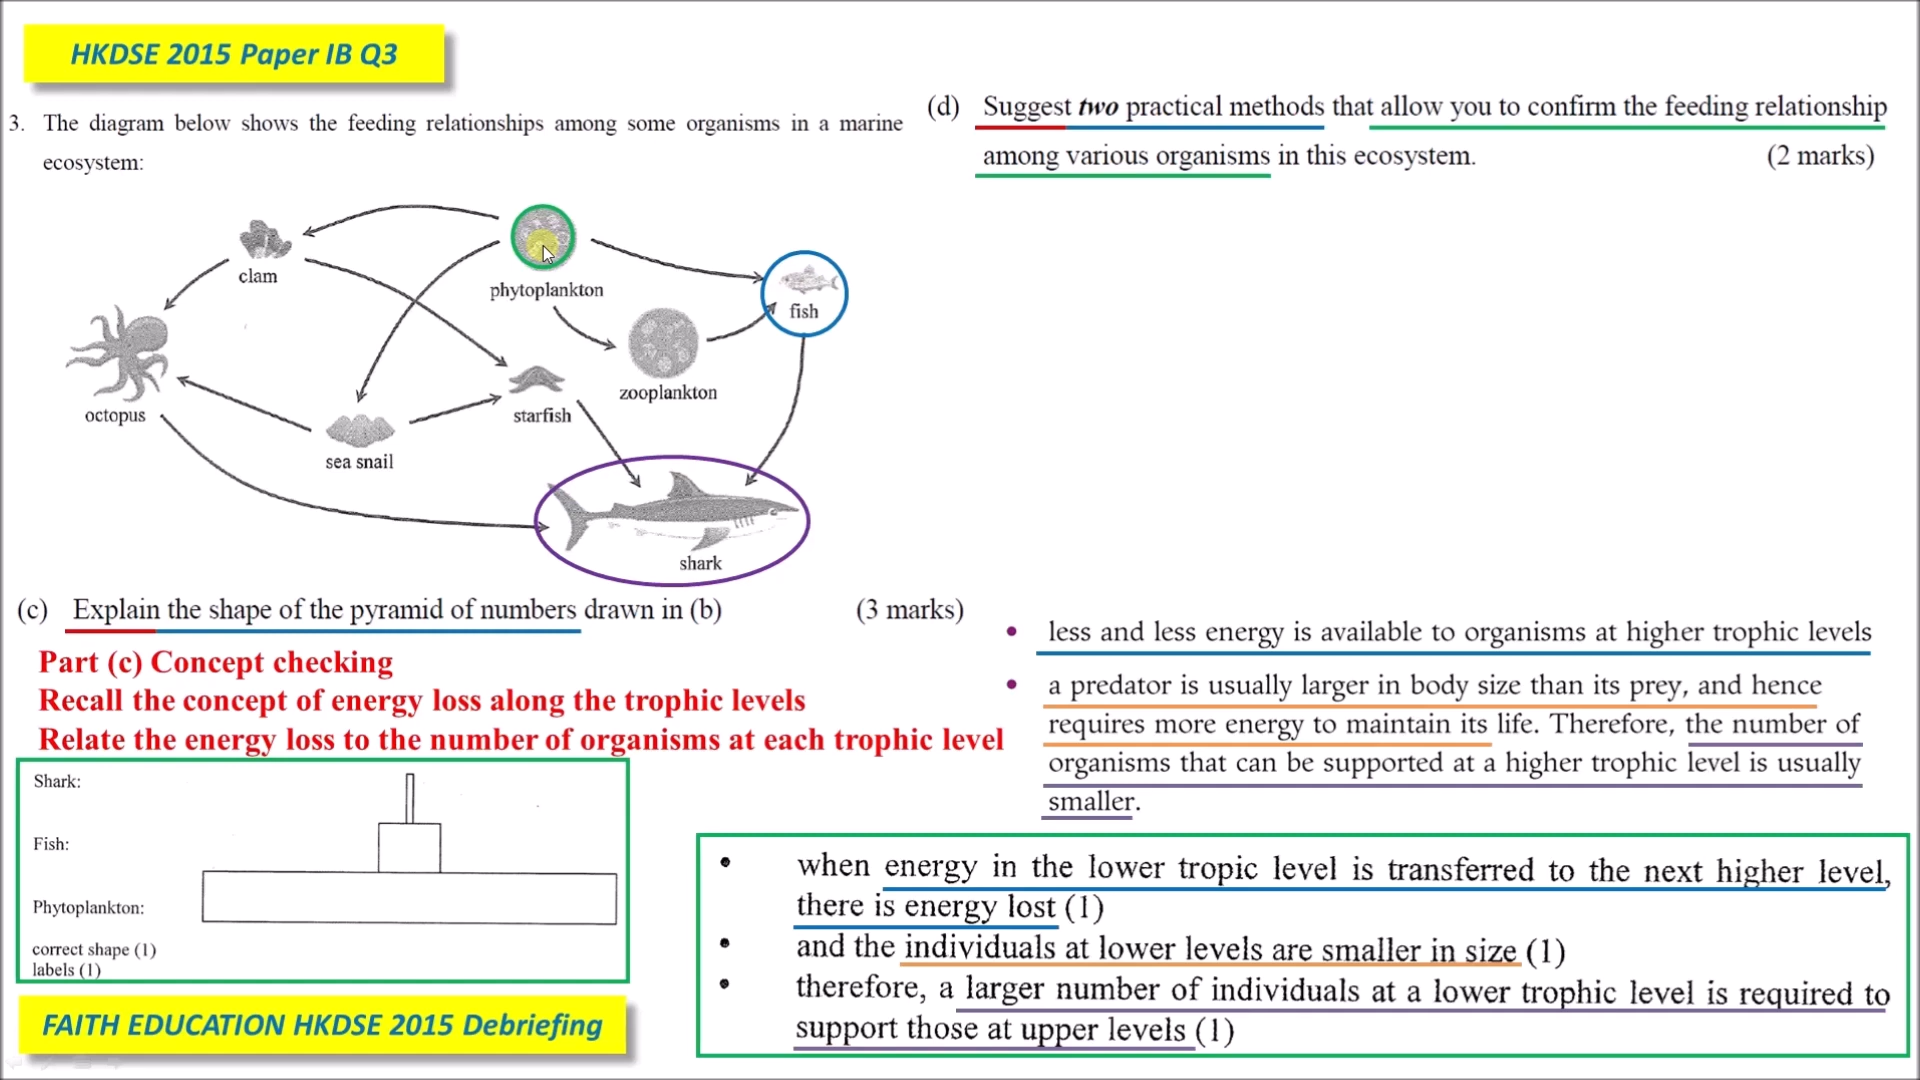 HKDSE 2015 Paper IB Q3
3. The diagram below shows the feeding relationships among some organisms in a marine
ecosystem:
clam
phytoplankton
fish
octopus
zooplankton
starfish
sea snail
shark
(c) Explain the shape of the pyramid of numbers drawn in (b) (3 marks)
Part (c) Concept checking
Recall the concept of energy loss along the trophic levels
Relate the energy loss to the number of organisms at each trophic level
Shark:
Fish:
Phytoplankton:
correct shape (1)
labels (1)
FAITH EDUCATION HKDSE 2015 Debriefing
(d) Suggest two practical methods that allow you to confirm the feeding relationship
among various organisms in this ecosystem. (2 marks)
• less and less energy is available to organisms at higher trophic levels
• a predator is usually larger in body size than its prey, and hence
requires more energy to maintain its life. Therefore, the number of
organisms that can be supported at a higher trophic level is usually
smaller.
• when energy in the lower tropic level is transferred to the next higher level,
there is energy lost (1)
• and the individuals at lower levels are smaller in size (1)
• therefore, a larger number of individuals at a lower trophic level is required to
support those at upper levels (1)